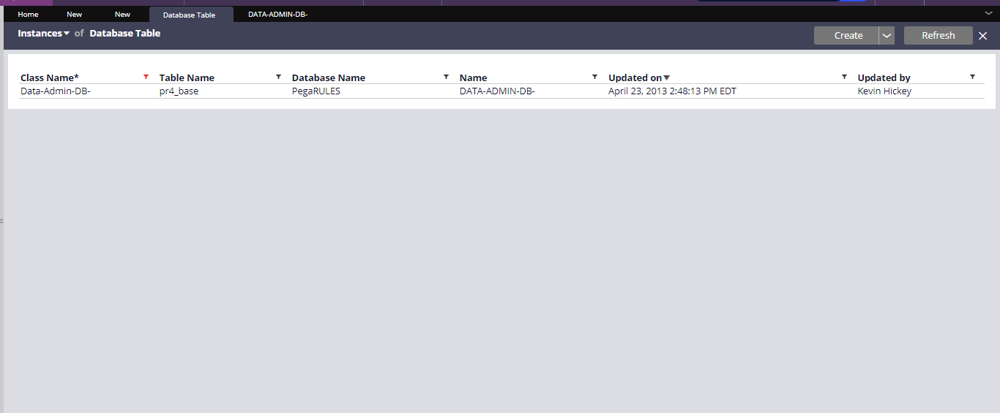 Home New New Database Table DATA-ADMIN-DB-
Instances of Database Table Create Refresh
Class Name* Table Name Database Name Name Updated on Updated by
Data-Admin-DB- pr4_base PegaRULES DATA-ADMIN-DB- April 23, 2013 2:48:13 PM EDT Kevin Hickey